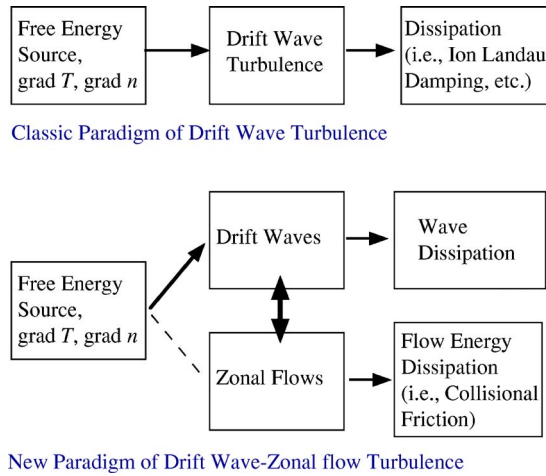 Free Energy
Source,
grad T, grad n
Drift Wave
Turbulence
Dissipation
(i.e., Ion Landau
Damping, etc.)
Classic Paradigm of Drift Wave Turbulence
Free Energy
Source,
grad T, grad n
Drift Waves
Wave
Dissipation
Zonal Flows
Flow Energy
Dissipation
(i.e., Collisional
Friction)
New Paradigm of Drift Wave-Zonal flow Turbulence